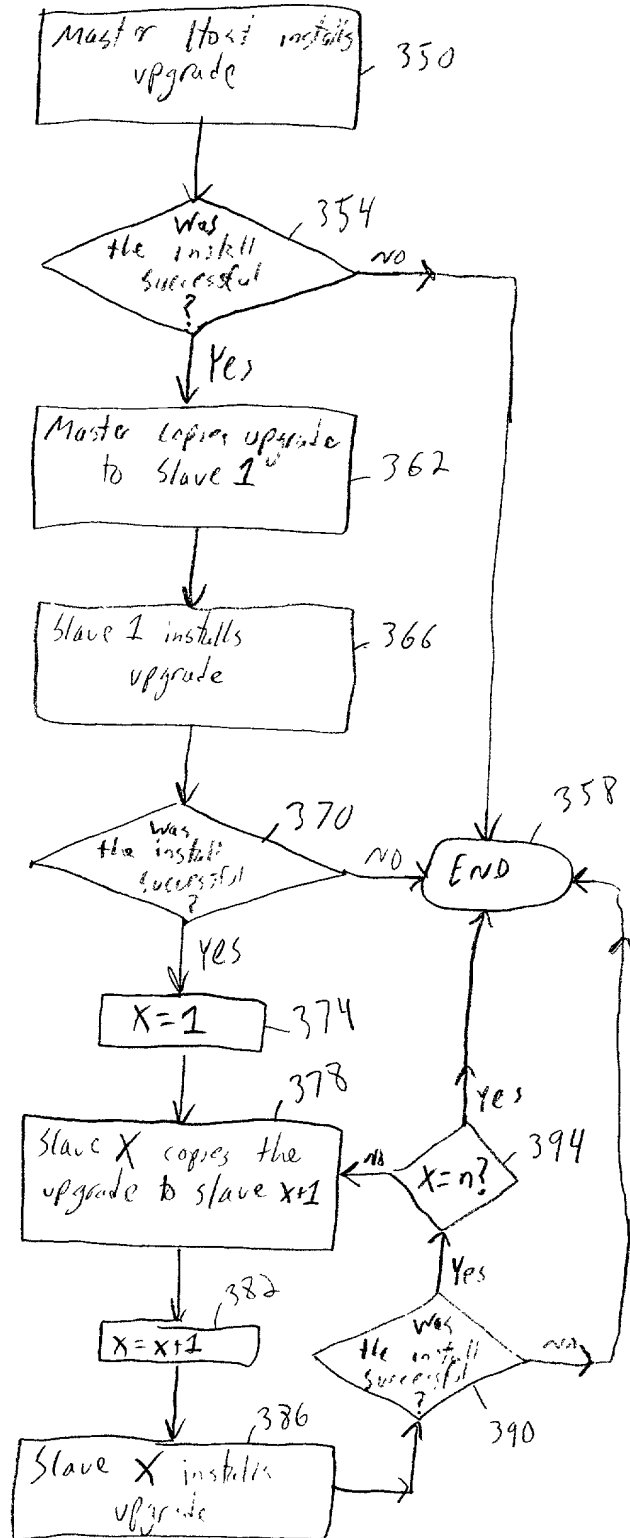 Master Host installs
upgrade
350
354
Was
the install
successful
?
NO
Yes
Master copies upgrade
to slave 1
362
Slave 1 installs
upgrade
366
370
was
the install
successful
?
NO
358
END
Yes
X=1
374
378
Slave X copies the
upgrade to slave x+1
no
X=n?
Yes
394
382
x=x+1
Yes
Was
the install
successful
?
no
390
386
Slave X installs
upgrade